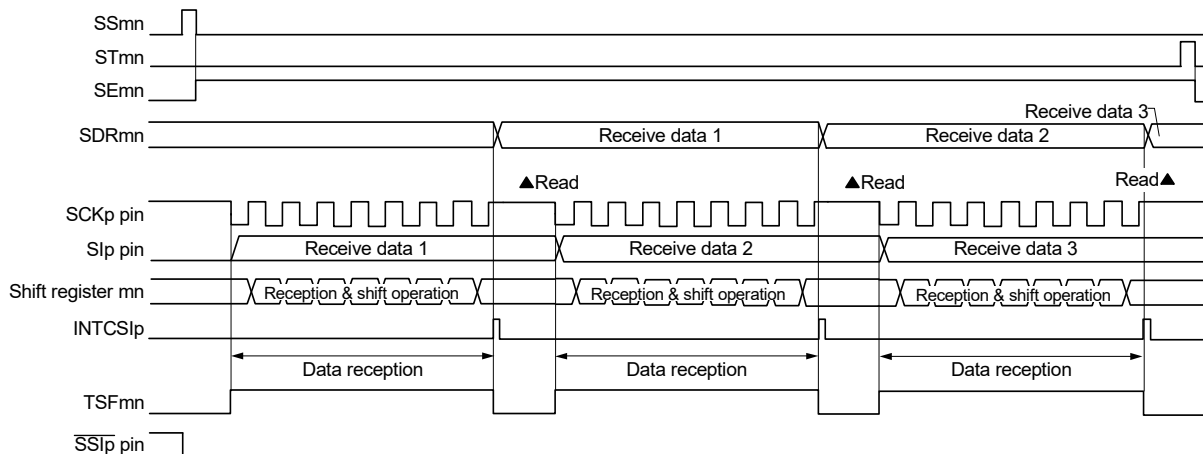 SSmn
STmn
SEmn
Receive data 3
SDRmn Receive data 1 Receive data 2
▲Read ▲Read Read▲
SCKp pin
SIp pin Receive data 1 Receive data 2 Receive data 3
Shift register mn Reception & shift operation Reception & shift operation Reception & shift operation
INTCSIp
Data reception Data reception Data reception
TSFmn
SSIp pin